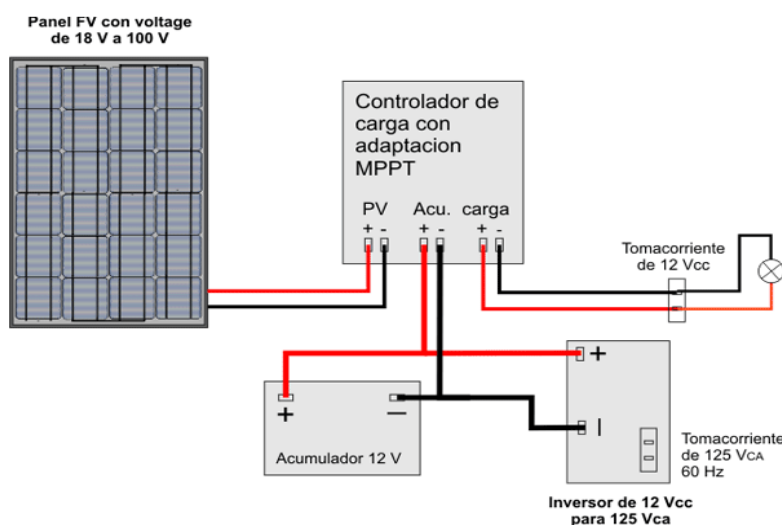 Panel FV con voltage
de 18 V a 100 V
Controlador de
carga con
adaptacion
MPPT
PV Acu. carga
+ - + - + -
Tomacorriente
de 12 Vcc
+ —
Acumulador 12 V
+
|
Tomacorriente
de 125 VCA
60 Hz
Inversor de 12 Vcc
para 125 Vca